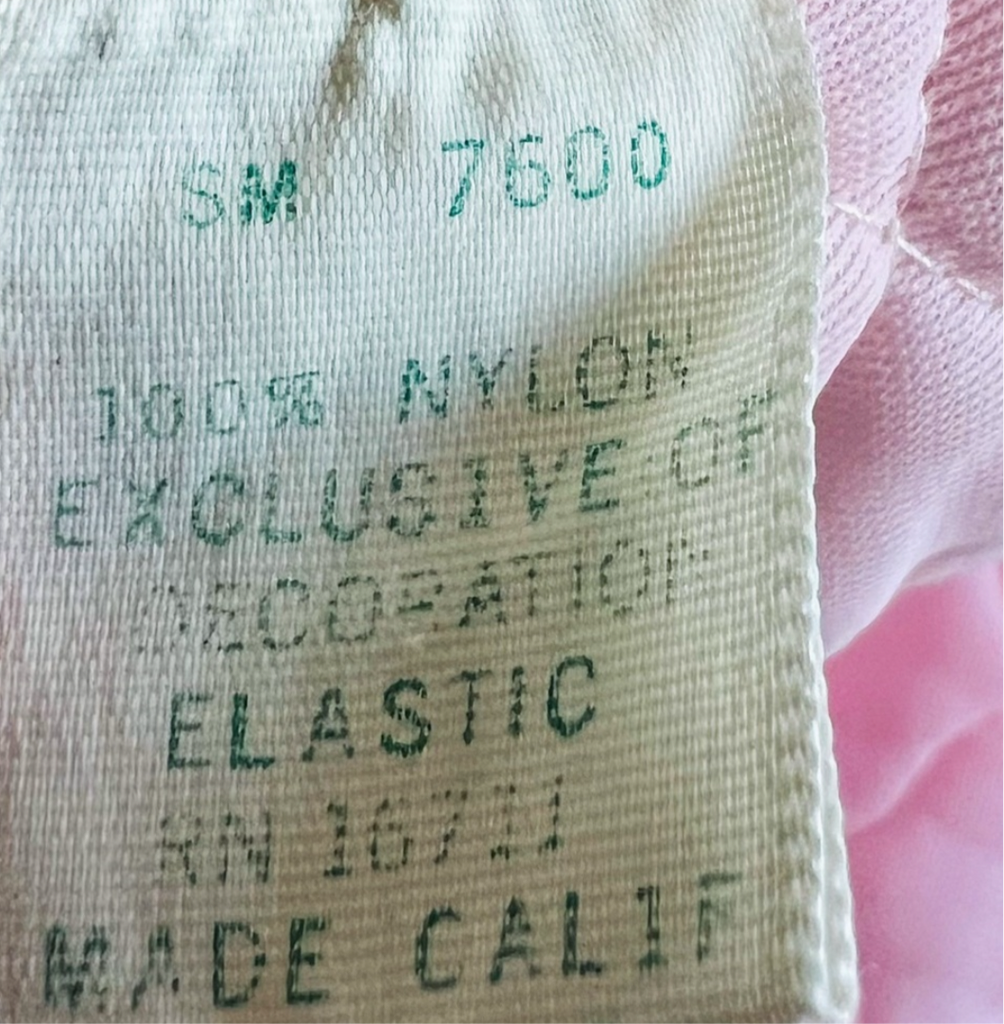 SM 7600
100% NYLON
EXCLUSIVE OF
DECORATION
ELASTIC
RN 16711
MADE CALIF